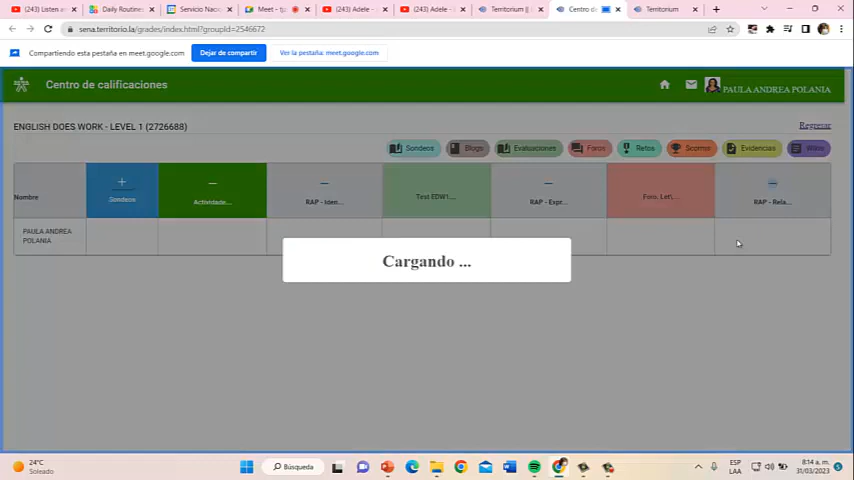 (243) Listen a
Daily Routines
Servicio Nacio
Meet - tp
(243) Adele -
(243) Adele -
Territorium ||
Centro de
Territorium
sena.territorio.la/grades/index.html?groupId=2546672
Compartiendo esta pestaña en meet.google.com
Dejar de compartir
Ver la pestaña: meet.google.com
Centro de calificaciones
PAULA ANDREA POLANIA
ENGLISH DOES WORK - LEVEL 1 (2726688)
Regresar
Sondeos
Blogs
Evaluaciones
Foros
Retos
Scorms
Evidencias
Wikis
Nombre
Sondeos
Actividade...
RAP - Iden...
Test EDW1...
RAP - Expr...
Foro. Let\...
RAP - Rela...
PAULA ANDREA
POLANIA
Cargando ...
24°C
Soleado
Búsqueda
ESP
LAA
8:14 a. m.
31/03/2023